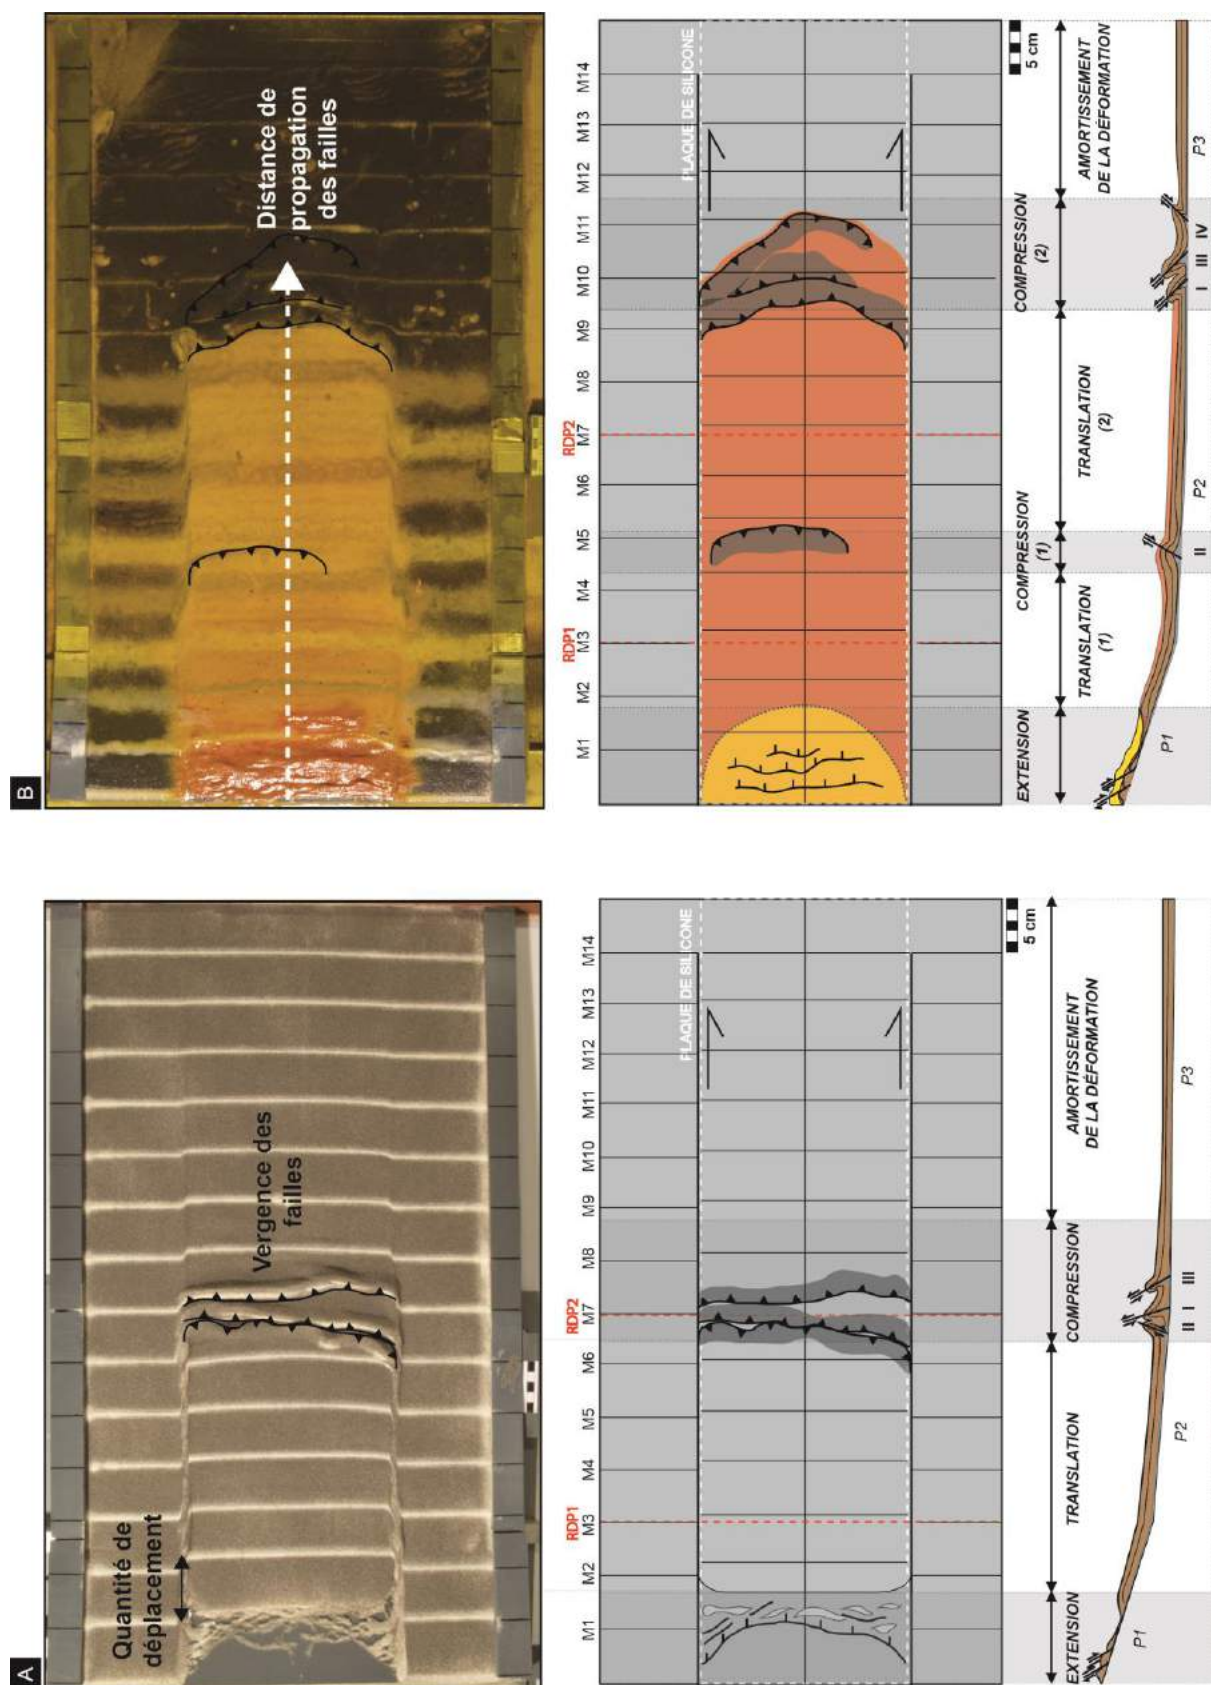 A
Quantité de
déplacement
Vergence des
failles
RDP1
RDP2
M1
M2
M3
M4
M5
M6
M7
M8
M9
M10
M11
M12
M13
M14
PLAQUE DE SILICONE
5 cm
EXTENSION
TRANSLATION
COMPRESSION
AMORTISSEMENT
DE LA DÉFORMATION
P1
P2
P3
II
I
III
B
Distance de
propagation
des failles
RDP1
RDP2
M1
M2
M3
M4
M5
M6
M7
M8
M9
M10
M11
M12
M13
M14
PLAQUE DE SILICONE
5 cm
EXTENSION
TRANSLATION
(1)
COMPRESSION
(1)
TRANSLATION
(2)
COMPRESSION
(2)
AMORTISSEMENT
DE LA DÉFORMATION
P1
P2
P3
II
I
III
IV